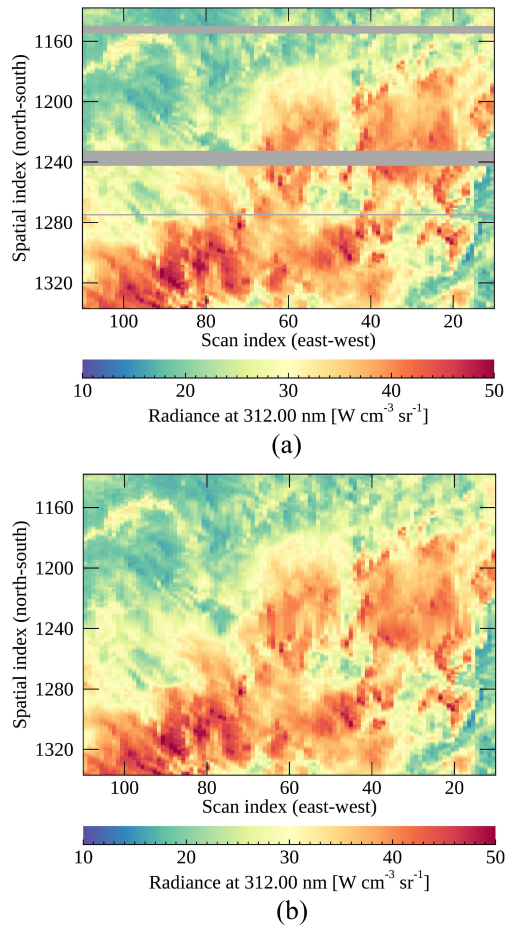 1160
1200
1240
1280
1320
Spatial index (north-south)
100 80 60 40 20
Scan index (east-west)
10 20 30 40 50
Radiance at 312.00 nm [W cm⁻³ sr⁻¹]
(a)
1160
1200
1240
1280
1320
Spatial index (north-south)
100 80 60 40 20
Scan index (east-west)
10 20 30 40 50
Radiance at 312.00 nm [W cm⁻³ sr⁻¹]
(b)